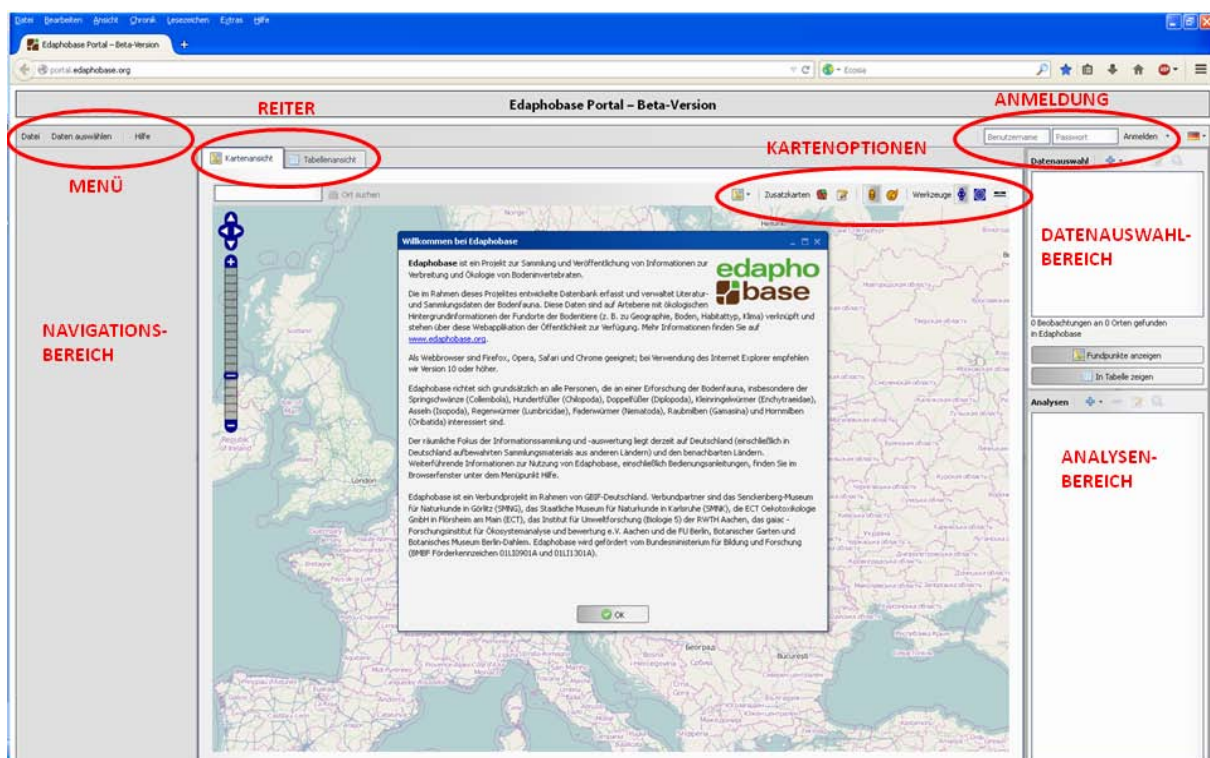 Datei Bearbeiten Ansicht Chronik Lesezeichen Extras Hilfe
Edaphobase Portal – Beta-Version
portal.edaphobase.org
Ecosia
Edaphobase Portal – Beta-Version
REITER
ANMELDUNG
Datei Daten auswählen Hilfe
Benutzername Passwort Anmelden
KARTENOPTIONEN
Kartenansicht Tabellenansicht
Datenauswahl
MENÜ
Ort suchen
Zusatzkarten Werkzeuge
DATENAUSWAHL-
BEREICH
NAVIGATIONS-
BEREICH
Willkommen bei Edaphobase
edapho
base
Edaphobase ist ein Projekt zur Sammlung und Veröffentlichung von Informationen zur
Verbreitung und Ökologie von Bodeninvertebraten.
Die im Rahmen dieses Projektes entwickelte Datenbank erfasst und verwaltet Literatur-
und Sammlungsdaten der Bodenfauna. Diese Daten sind auf Artebene mit ökologischen
Hintergrundinformationen der Fundorte der Bodentiere (z. B. zu Geographie, Boden, Habitattyp, Klima) verknüpft und
stehen über diese Webapplikation der Öffentlichkeit zur Verfügung. Mehr Informationen finden Sie auf
www.edaphobase.org.
Als Webbrowser sind Firefox, Opera, Safari und Chrome geeignet; bei Verwendung des Internet Explorer empfehlen
wir Version 10 oder höher.
Edaphobase richtet sich grundsätzlich an alle Personen, die an einer Erforschung der Bodenfauna, insbesondere der
Springschwänze (Collembola), Hundertfüßer (Chilopoda), Doppelfüßer (Diplopoda), Kleinringelwürmer (Enchytraeidae),
Asseln (Isopoda), Regenwürmer (Lumbricidae), Fadenwürmer (Nematoda), Raubmilben (Gamasina) und Hornmilben
(Oribatida) interessiert sind.
Der räumliche Fokus der Informationssammlung und -auswertung liegt derzeit auf Deutschland (einschließlich in
Deutschland aufbewahrten Sammlungsmaterials aus anderen Ländern) und den benachbarten Ländern.
Weiterführende Informationen zur Nutzung von Edaphobase, einschließlich Bedienungsanleitungen, finden Sie im
Browserfenster unter dem Menüpunkt Hilfe.
Edaphobase ist ein Verbundprojekt im Rahmen von GBIF-Deutschland. Verbundpartner sind das Senckenberg-Museum
für Naturkunde in Görlitz (SMNG), das Staatliche Museum für Naturkunde in Karlsruhe (SMNK), die ECT Oekotoxikologie
GmbH in Flörsheim am Main (ECT), das Institut für Umweltforschung (Biologie 5) der RWTH Aachen, das gaiac -
Forschungsinstitut für Ökosystemanalyse und bewertung e.V. Aachen und die FU Berlin, Botanischer Garten und
Botanisches Museum Berlin-Dahlem. Edaphobase wird gefördert vom Bundesministerium für Bildung und Forschung
(BMBF Förderkennzeichen 01LI0901A und 01LI1301A).
OK
0 Beobachtungen an 0 Orten gefunden
in Edaphobase
Fundpunkte anzeigen
In Tabelle zeigen
Analysen
ANALYSEN-
BEREICH
Norge
Scotland
London
Bretagne
Београд
București